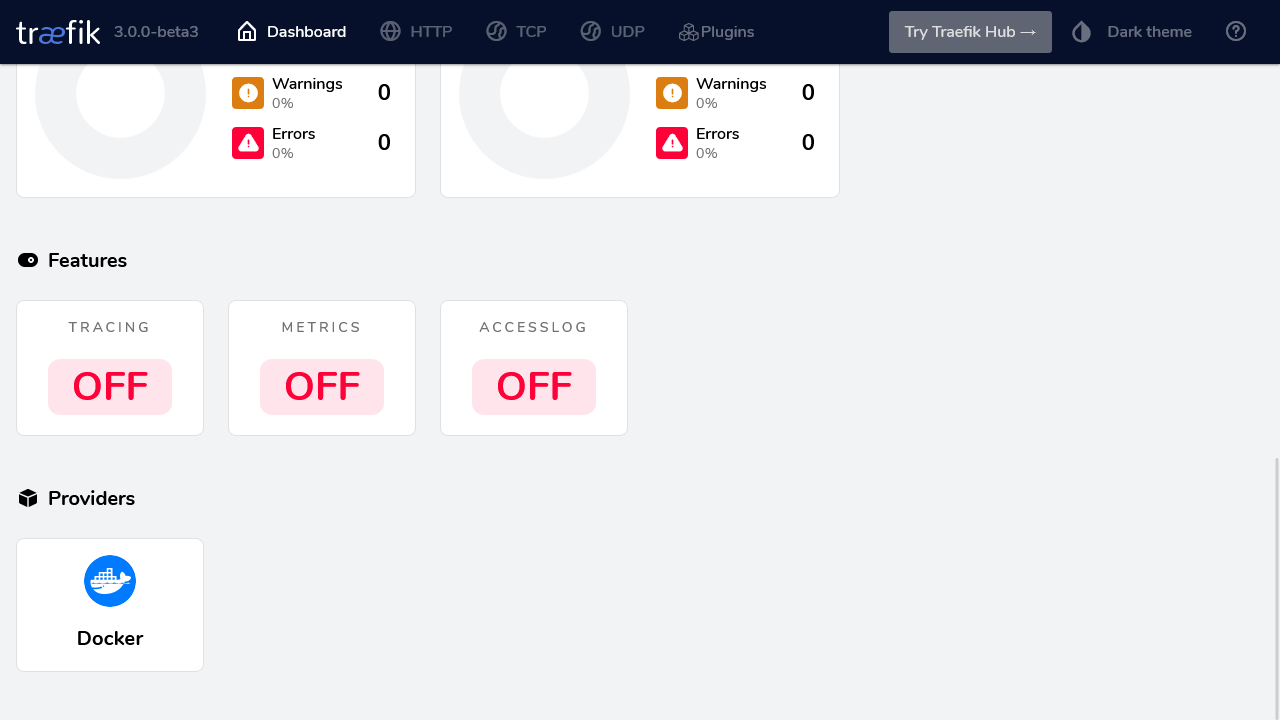 træfik 3.0.0-beta3 Dashboard HTTP TCP UDP Plugins Try Traefik Hub → Dark theme
Warnings 0
0%
Errors 0
0%
Warnings 0
0%
Errors 0
0%
Features
TRACING
OFF
METRICS
OFF
ACCESSLOG
OFF
Providers
Docker